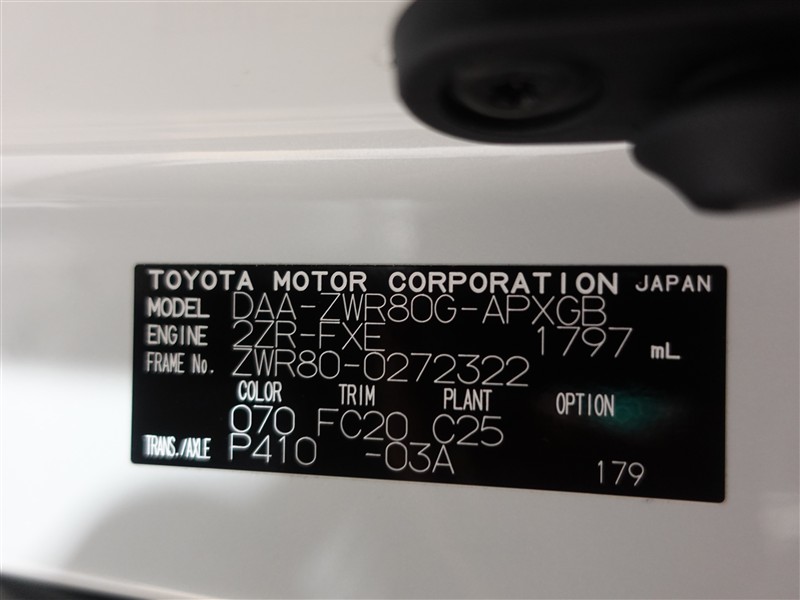 TOYOTA MOTOR CORPORATION JAPAN
MODEL DAA-ZWR80G-APXGB
ENGINE 2ZR-FXE 1797 mL
FRAME No. ZWR80-0272322
COLOR TRIM PLANT OPTION
070 FC20 C25
TRANS./AXLE P410 -03A
179